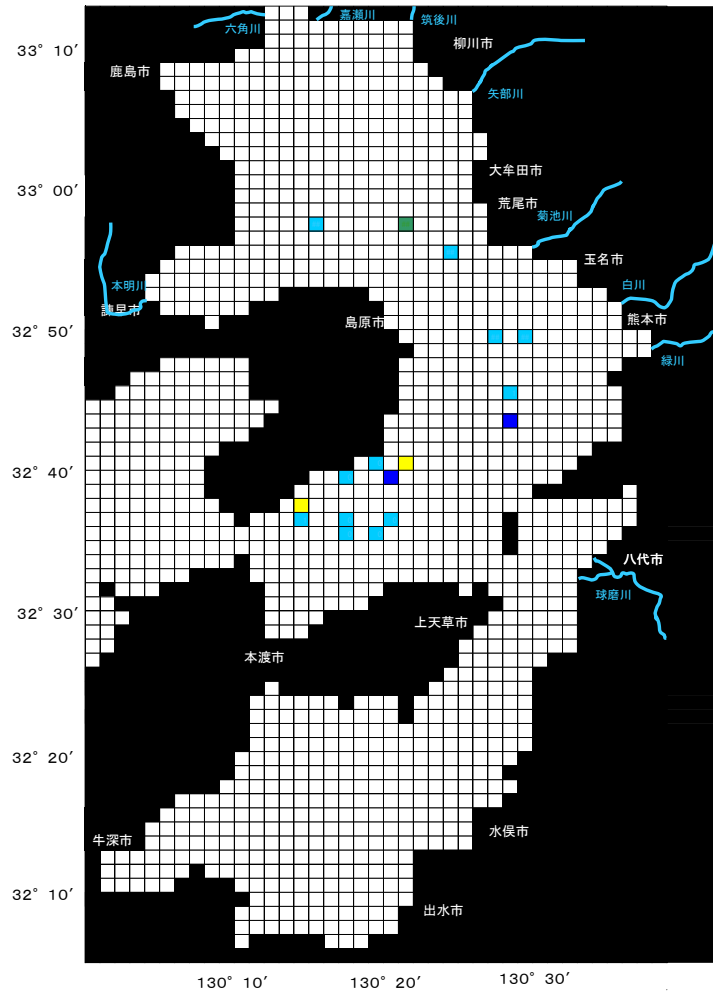 六角川
嘉瀬川
筑後川
33° 10′
鹿島市
柳川市
矢部川
大牟田市
33° 00′
荒尾市
菊池川
玉名市
本明川
諫早市
白川
島原市
熊本市
32° 50′
緑川
32° 40′
八代市
球磨川
32° 30′
上天草市
本渡市
32° 20′
牛深市
水俣市
32° 10′
出水市
130° 10′
130° 20′
130° 30′